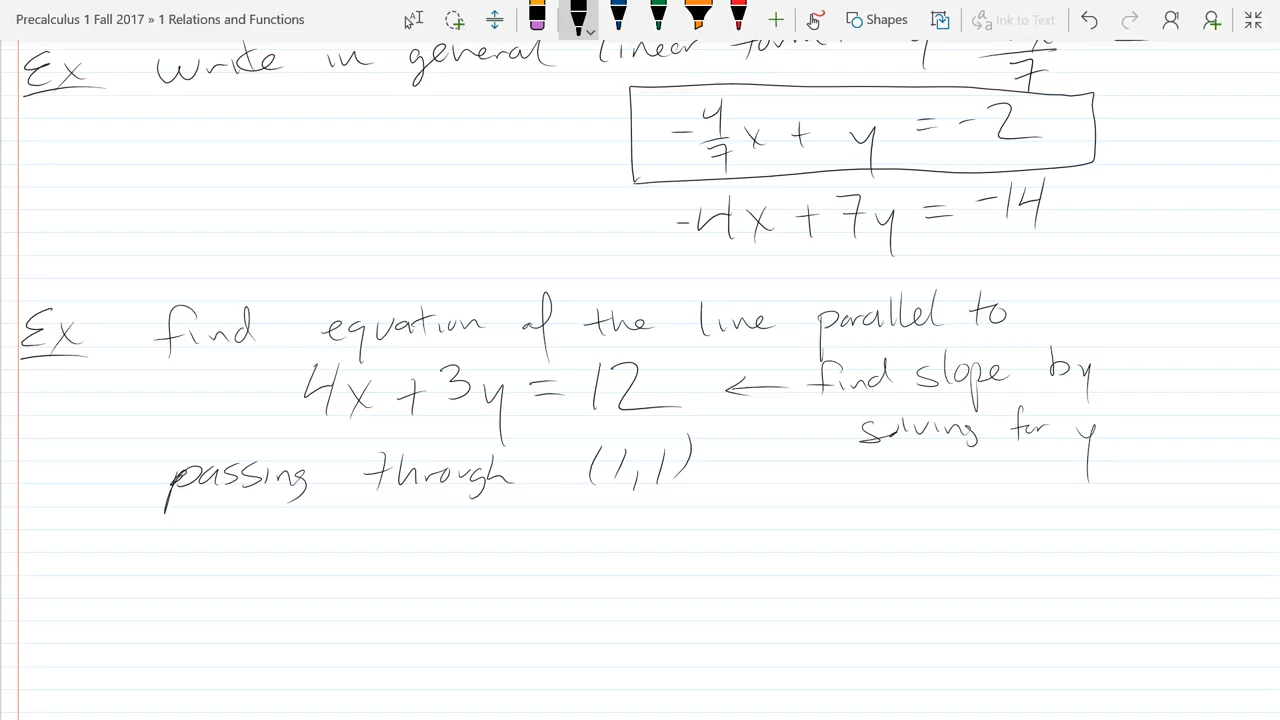 Precalculus 1 Fall 2017 » 1 Relations and Functions
Shapes
Ink to Text
Ex Write in general linear form: y
7
-4/7 x + y = -2
-4x + 7y = -14
Ex find equation of the line parallel to
4x + 3y = 12 ← find slope by
solving for y
passing through (1,1)